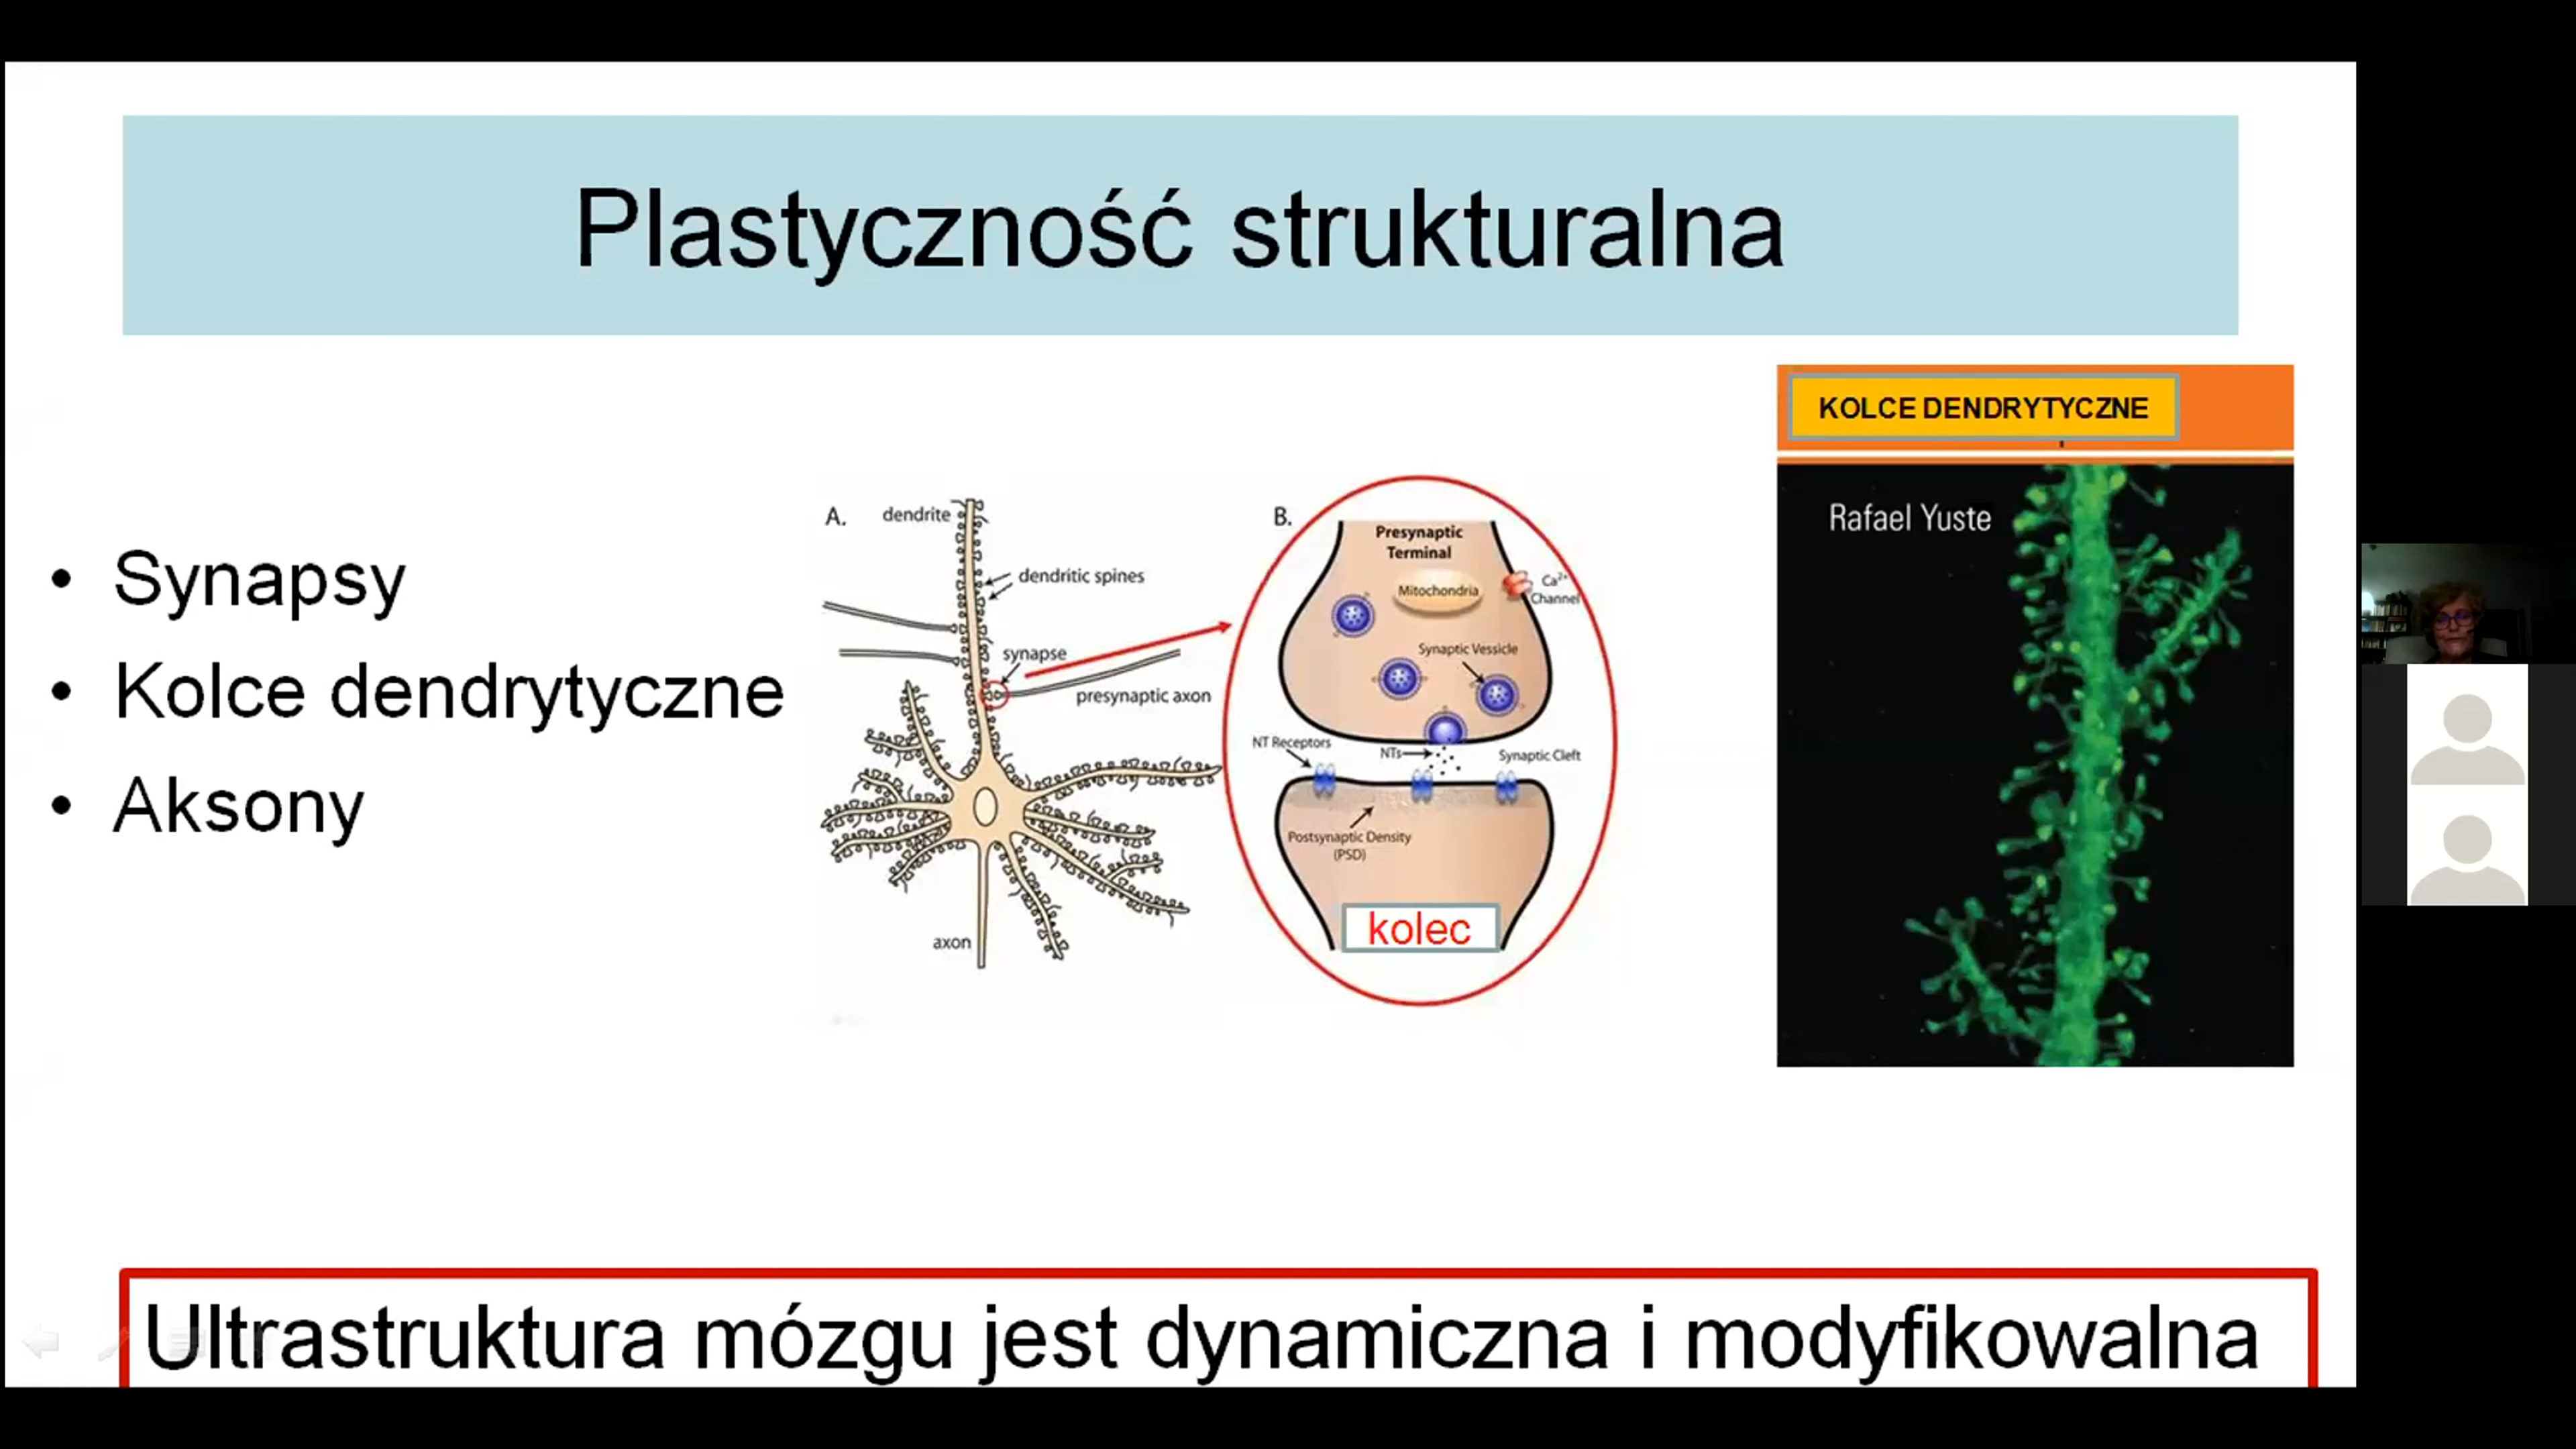 Plastyczność strukturalna
• Synapsy
• Kolce dendrytyczne
• Aksony
A.
dendrite
dendritic spines
synapse
presynaptic axon
axon
B.
Presynaptic
Terminal
Mitochondria
Ca²⁺
Channel
Synaptic Vessicle
NT Receptors
NTs
Synaptic Cleft
Postsynaptic Density
(PSD)
kolec
KOLCE DENDRYTYCZNE
Rafael Yuste
Ultrastruktura mózgu jest dynamiczna i modyfikowalna